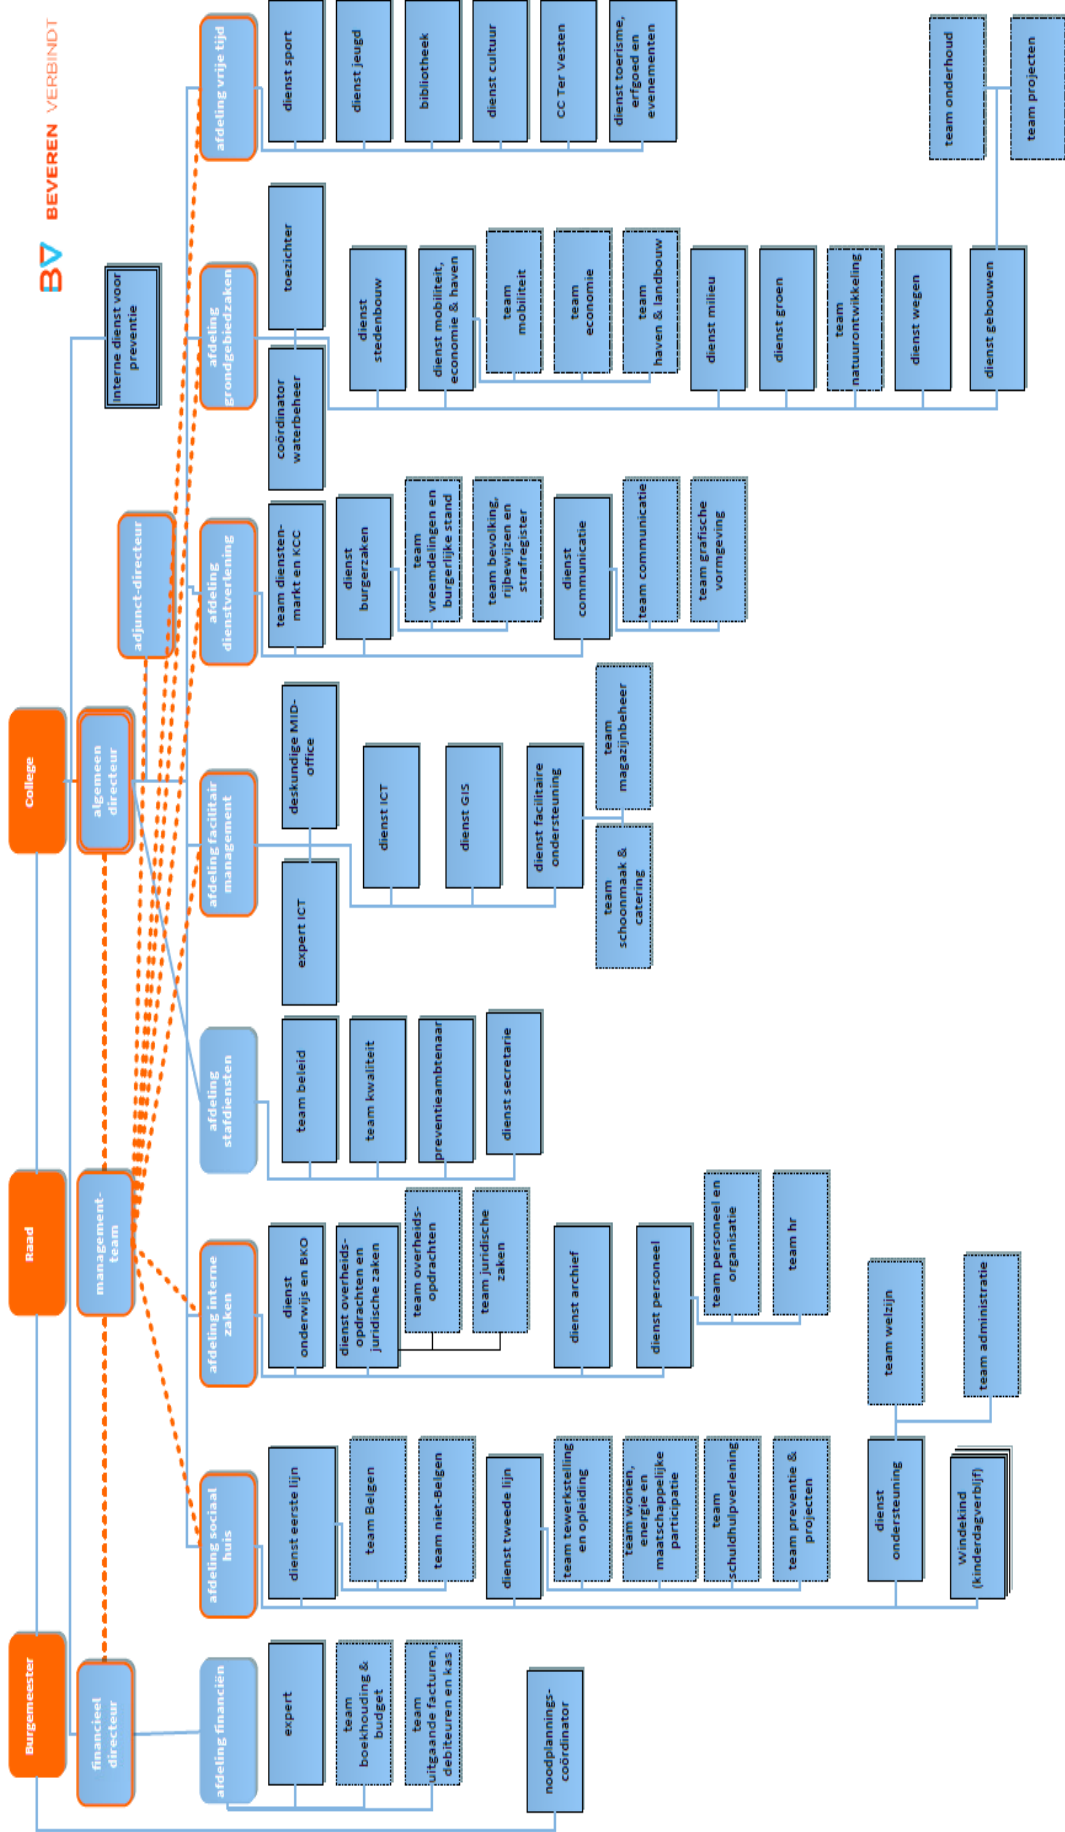 BV BEVEREN VERBINDT
Burgemeester
Raad
College
financieel
directeur
management-
team
algemeen
directeur
Interne dienst voor
preventie
adjunct-directeur
afdeling financiën
afdeling sociaal
huis
afdeling interne
zaken
afdeling
stafdiensten
afdeling facilitair
management
afdeling
dienstverlening
afdeling
grondgebiedzaken
afdeling vrije tijd
expert
team
boekhouding &
budget
team
uitgaande facturen,
debiteuren en kas
noodplannings-
coördinator
dienst eerste lijn
team Belgen
team niet-Belgen
dienst tweede lijn
team tewerkstelling
en opleiding
team wonen,
energie en
maatschappelijke
participatie
team
schuldhulpverlening
team preventie &
projecten
dienst
ondersteuning
team welzijn
team administratie
Windekind
(kinderdagverblijf)
dienst
onderwijs en BKO
dienst overheids-
opdrachten en
juridische zaken
team overheids-
opdrachten
team juridische
zaken
dienst archief
dienst personeel
team personeel en
organisatie
team hr
team beleid
team kwaliteit
preventieambtenaar
dienst secretarie
expert ICT
deskundige MID-
office
dienst ICT
dienst GIS
dienst facilitaire
ondersteuning
team
schoonmaak &
catering
team
magazijnbeheer
team diensten-
markt en KCC
dienst
burgerzaken
team
vreemdelingen en
burgerlijke stand
team bevolking,
rijbewijzen en
strafregister
dienst
communicatie
team communicatie
team grafische
vormgeving
coördinator
waterbeheer
toezichter
dienst
stedenbouw
dienst mobiliteit,
economie & haven
team
mobiliteit
team
economie
team
haven & landbouw
dienst milieu
dienst groen
team
natuurontwikkeling
dienst wegen
dienst gebouwen
team onderhoud
team projecten
dienst sport
dienst jeugd
bibliotheek
dienst cultuur
CC Ter Vesten
dienst toerisme,
erfgoed en
evenementen